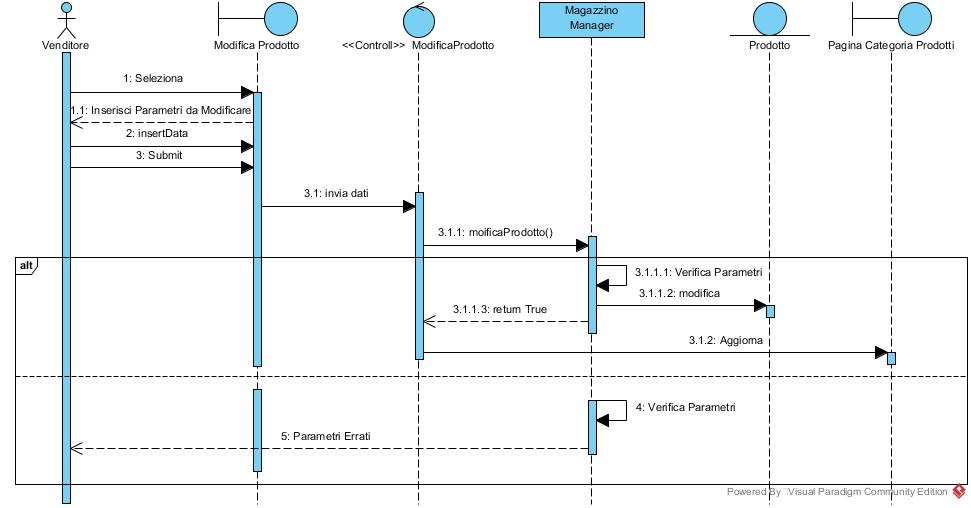 Magazzino
Manager
Venditore
Modifica Prodotto
<<Controll>> ModificaProdotto
Prodotto
Pagina Categoria Prodotti
1: Seleziona
1.1: Inserisci Parametri da Modificare
2: insertData
3: Submit
3.1: invia dati
3.1.1: moificaProdotto()
alt
3.1.1.1: Verifica Parametri
3.1.1.2: modifica
3.1.1.3: return True
3.1.2: Aggiorna
4: Verifica Parametri
5: Parametri Errati
Powered By Visual Paradigm Community Edition